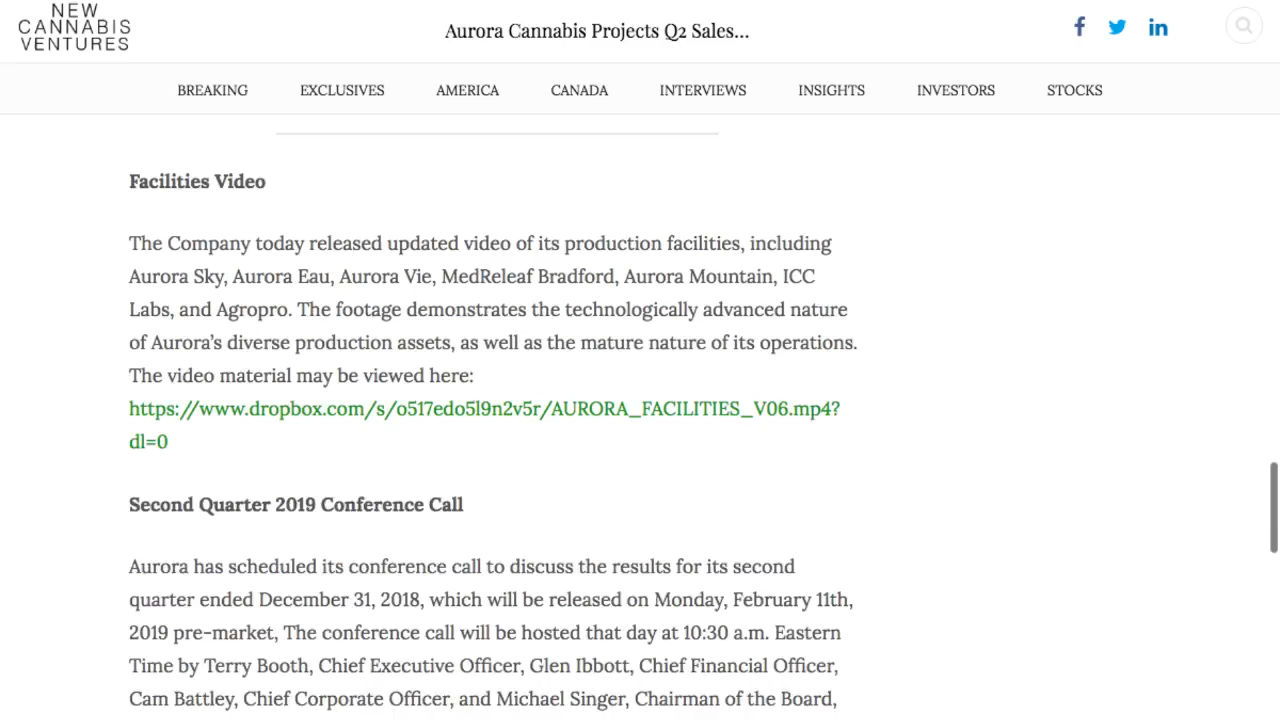 NEW
CANNABIS
VENTURES
Aurora Cannabis Projects Q2 Sales...
BREAKING EXCLUSIVES AMERICA CANADA INTERVIEWS INSIGHTS INVESTORS STOCKS
Facilities Video
The Company today released updated video of its production facilities, including
Aurora Sky, Aurora Eau, Aurora Vie, MedReleaf Bradford, Aurora Mountain, ICC
Labs, and Agropro. The footage demonstrates the technologically advanced nature
of Aurora’s diverse production assets, as well as the mature nature of its operations.
The video material may be viewed here:
https://www.dropbox.com/s/o517edo5l9n2v5r/AURORA_FACILITIES_V06.mp4?
dl=0
Second Quarter 2019 Conference Call
Aurora has scheduled its conference call to discuss the results for its second
quarter ended December 31, 2018, which will be released on Monday, February 11th,
2019 pre-market, The conference call will be hosted that day at 10:30 a.m. Eastern
Time by Terry Booth, Chief Executive Officer, Glen Ibbott, Chief Financial Officer,
Cam Battley, Chief Corporate Officer, and Michael Singer, Chairman of the Board,